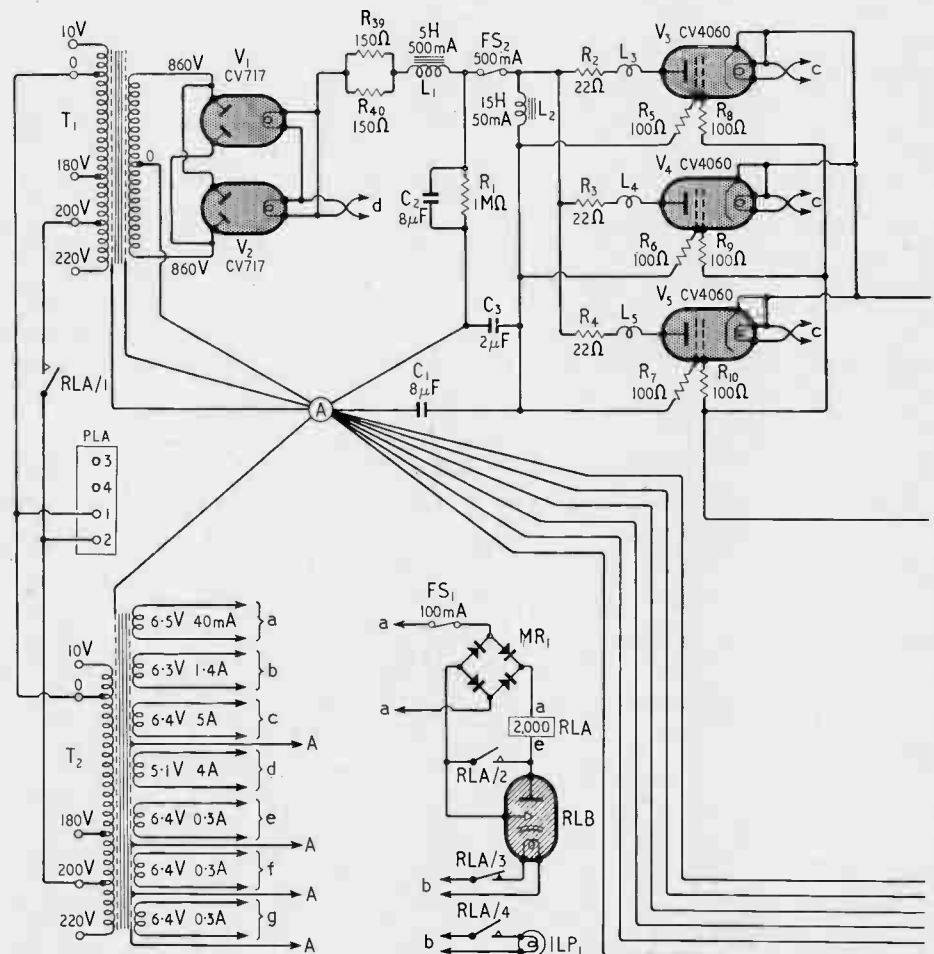 10V
0
T1
180V
200V
220V
860V
0
860V
V1
CV717
V2
CV717
d
R39
150Ω
R40
150Ω
5H
500mA
L1
FS2
500mA
15H
50mA
L2
C2
8μF
R1
1MΩ
C3
2μF
C1
8μF
R2
22Ω
L3
V3 CV4060
c
R5
100Ω
R8
100Ω
R3
22Ω
L4
V4 CV4060
c
R6
100Ω
R9
100Ω
R4
22Ω
L5
V5 CV4060
c
R7
100Ω
R10
100Ω
A
RLA/1
PLA
3
4
1
2
10V
0
T2
180V
200V
220V
6·5V 40mA a
6·3V 1·4A b
6·4V 5A c
A
5·1V 4A d
6·4V 0·3A e
A
6·4V 0·3A f
A
6·4V 0·3A g
A
FS1
100mA
a
MR1
a
a
2,000 RLA
e
RLA/2
RLB
RLA/3
b
RLA/4
b
ILP1